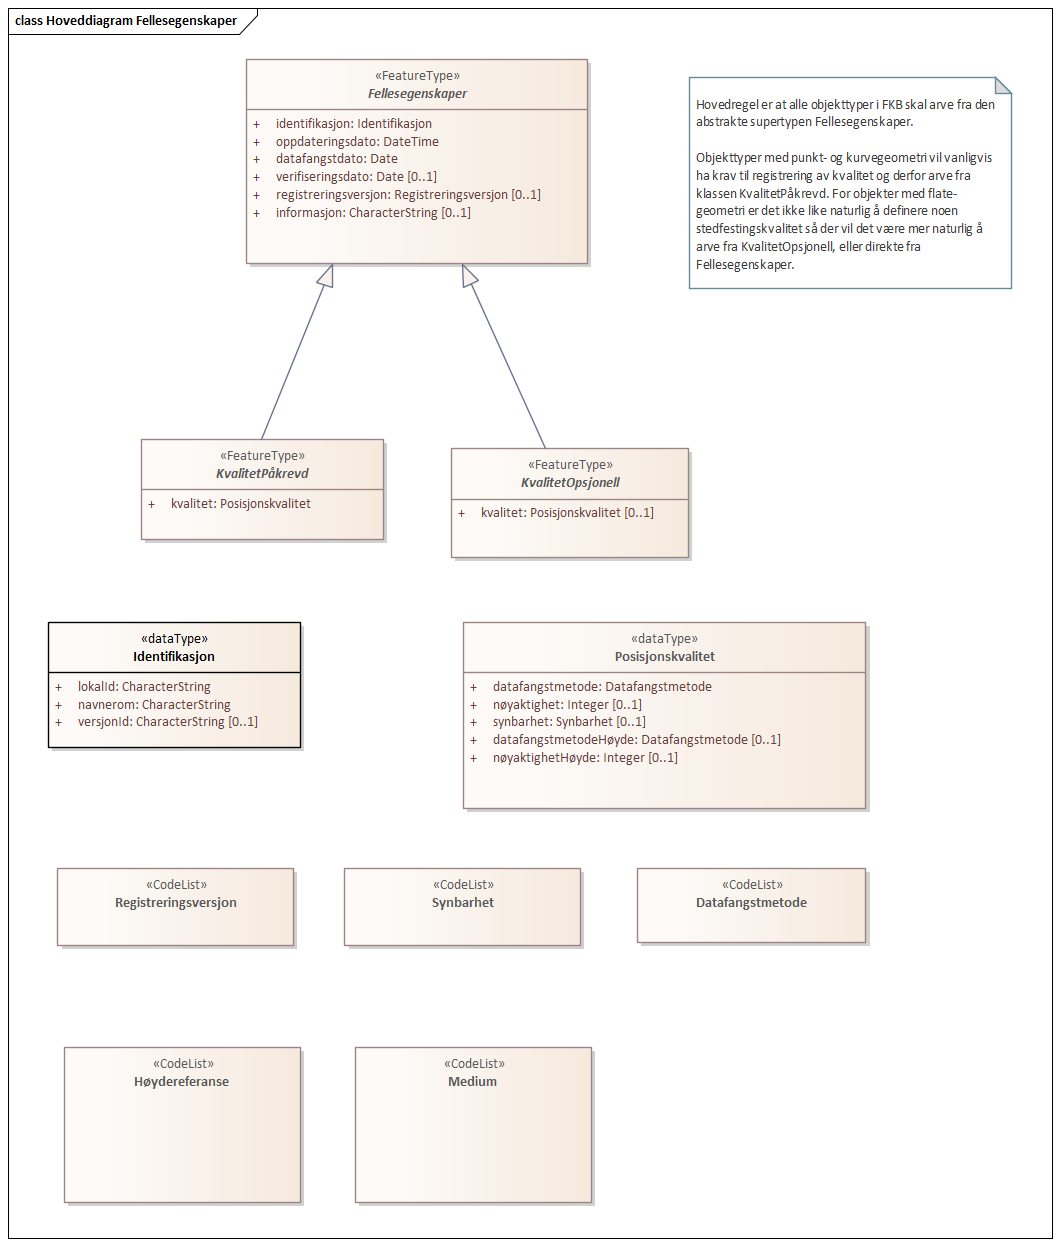 class Hoveddiagram Fellesegenskaper
«FeatureType»
Fellesegenskaper
+ identifikasjon: Identifikasjon
+ oppdateringsdato: DateTime
+ datafangstdato: Date
+ verifiseringsdato: Date [0..1]
+ registreringsversjon: Registreringsversjon [0..1]
+ informasjon: CharacterString [0..1]
Hovedregel er at alle objekttyper i FKB skal arve fra den
abstrakte supertypen Fellesegenskaper.
Objekttyper med punkt- og kurvegeometri vil vanligvis
ha krav til registrering av kvalitet og derfor arve fra
klassen KvalitetPåkrevd. For objekter med flate-
geometri er det ikke like naturlig å definere noen
stedfestingskvalitet så der vil det være mer naturlig å
arve fra KvalitetOpsjonell, eller direkte fra
Fellesegenskaper.
«FeatureType»
KvalitetPåkrevd
+ kvalitet: Posisjonskvalitet
«FeatureType»
KvalitetOpsjonell
+ kvalitet: Posisjonskvalitet [0..1]
«dataType»
Identifikasjon
+ lokalId: CharacterString
+ navnerom: CharacterString
+ versjonId: CharacterString [0..1]
«dataType»
Posisjonskvalitet
+ datafangstmetode: Datafangstmetode
+ nøyaktighet: Integer [0..1]
+ synbarhet: Synbarhet [0..1]
+ datafangstmetodeHøyde: Datafangstmetode [0..1]
+ nøyaktighetHøyde: Integer [0..1]
«CodeList»
Registreringsversjon
«CodeList»
Synbarhet
«CodeList»
Datafangstmetode
«CodeList»
Høydereferanse
«CodeList»
Medium